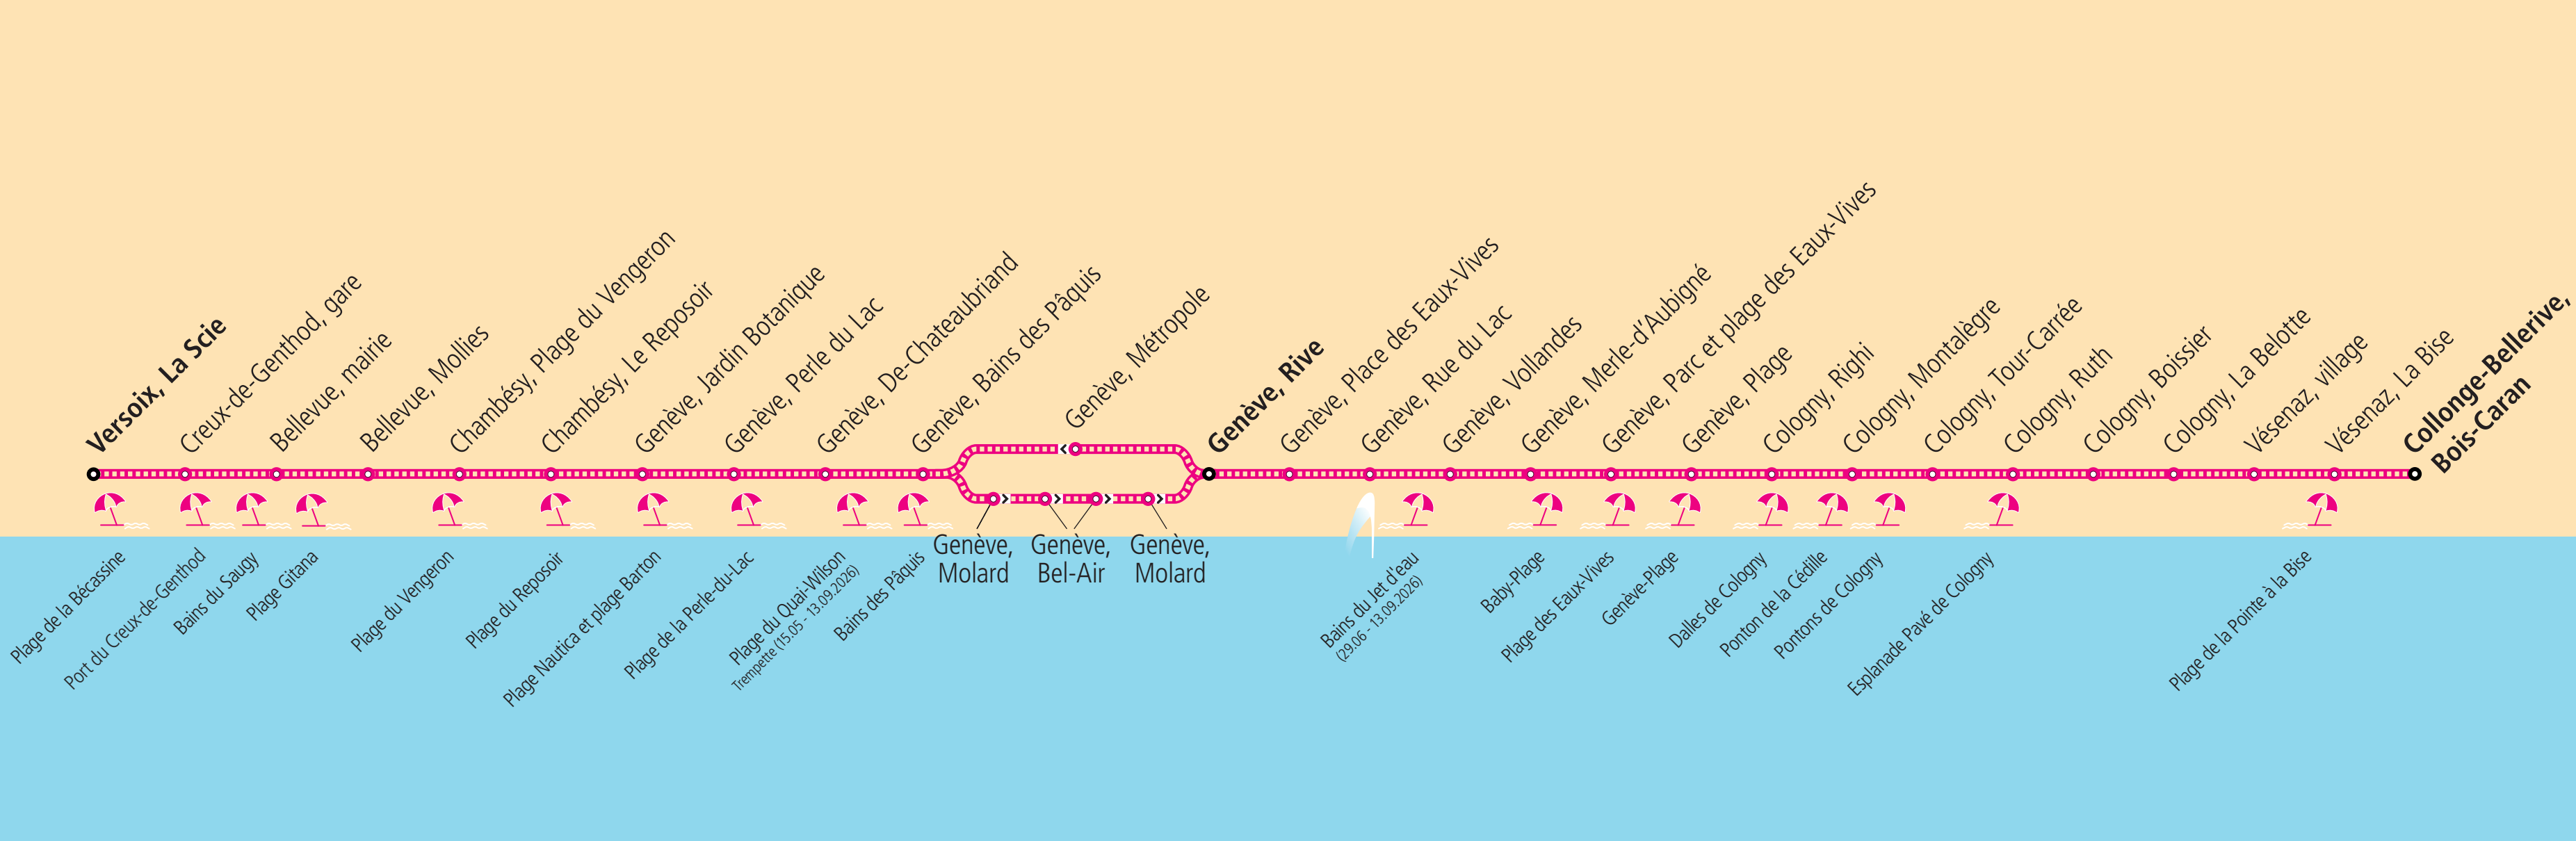 Versoix, La Scie
Creux-de-Genthod, gare
Bellevue, mairie
Bellevue, Mollies
Chambésy, Plage du Vengeron
Chambésy, Le Reposoir
Genève, Jardin Botanique
Genève, Perle du Lac
Genève, De-Chateaubriand
Genève, Bains des Pâquis
Genève, Métropole
Genève, Rive
Genève, Place des Eaux-Vives
Genève, Rue du Lac
Genève, Vollandes
Genève, Merle-d'Aubigné
Genève, Parc et plage des Eaux-Vives
Genève, Plage
Cologny, Righi
Cologny, Montalègre
Cologny, Tour-Carrée
Cologny, Ruth
Cologny, Boissier
Cologny, La Belotte
Vésenaz, village
Vésenaz, La Bise
Collonge-Bellerive,
Bois-Caran
Genève,
Molard
Genève,
Bel-Air
Genève,
Molard
Plage de la Bécassine
Port du Creux-de-Genthod
Bains du Saugy
Plage Gitana
Plage du Vengeron
Plage du Reposoir
Plage Nautica et plage Barton
Plage de la Perle-du-Lac
Plage du Quai-Wilson
Trempette (15.05 - 13.09.2026)
Bains des Pâquis
Bains du Jet d'eau
(29.06 - 13.09.2026)
Baby-Plage
Plage des Eaux-Vives
Genève-Plage
Dalles de Cologny
Ponton de la Cédille
Pontons de Cologny
Esplanade Pavé de Cologny
Plage de la Pointe à la Bise